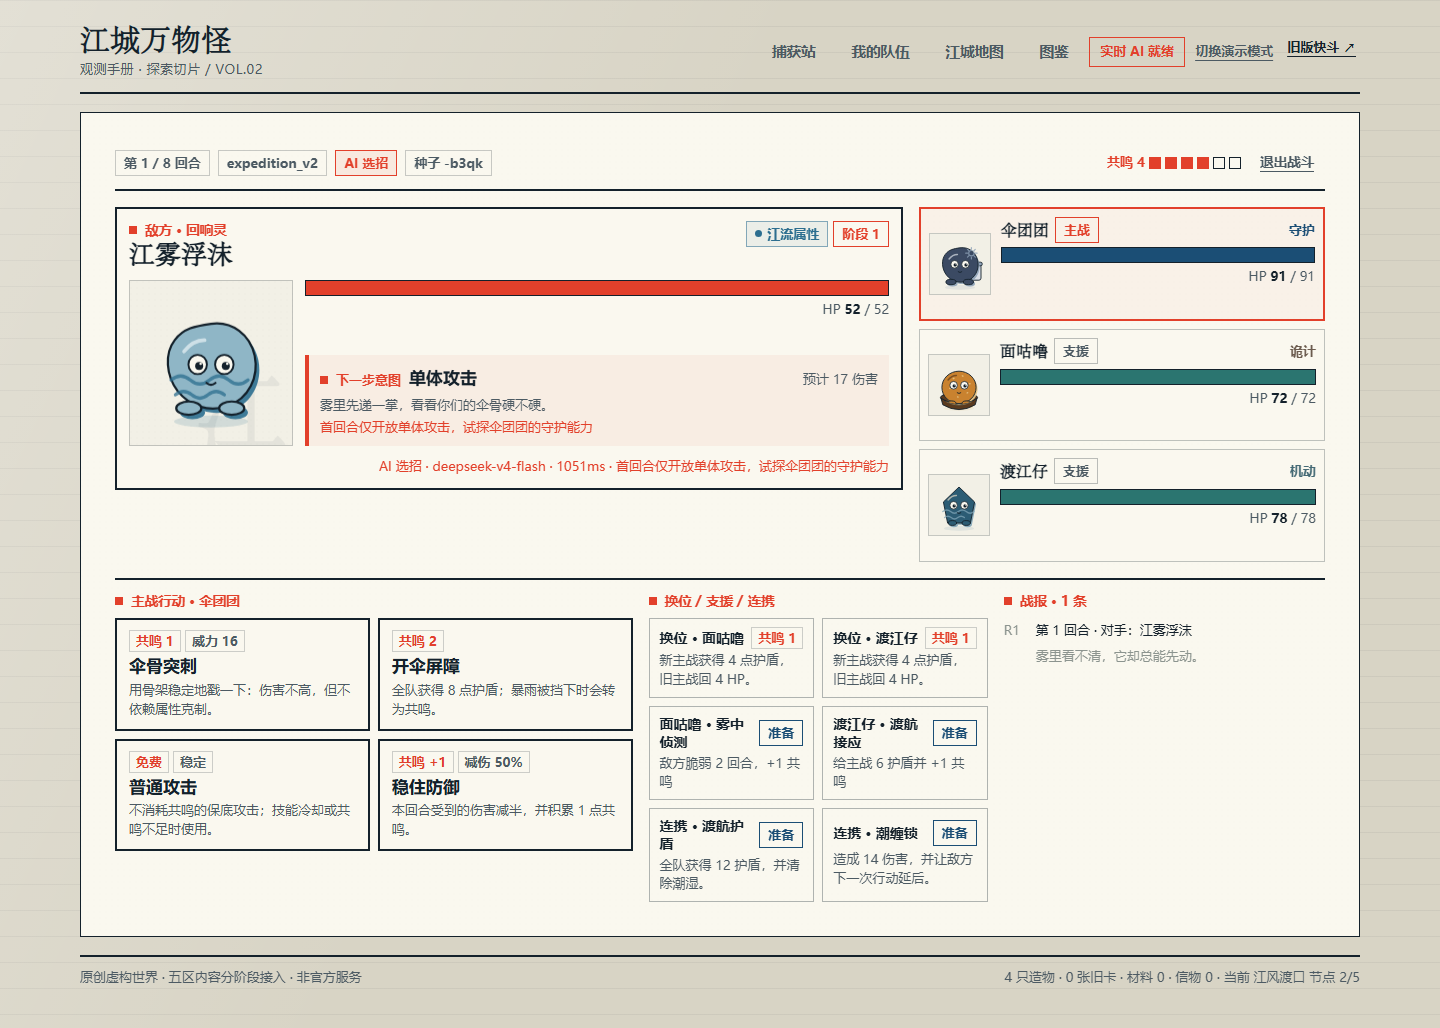 江城万物怪
观测手册 · 探索切片 / VOL.02
捕获站 我的队伍 江城地图 图鉴 实时 AI 就绪 切换演示模式 旧版快斗 ↗
第 1 / 8 回合 expedition_v2 AI 选招 种子 -b3qk
共鸣 4 退出战斗
敌方 • 回响灵
江雾浮沫
江流属性 阶段 1
HP 52 / 52
下一步意图 单体攻击 预计 17 伤害
雾里先递一掌，看看你们的伞骨硬不硬。
首回合仅开放单体攻击，试探伞团团的守护能力
AI 选招 · deepseek-v4-flash · 1051ms · 首回合仅开放单体攻击，试探伞团团的守护能力
伞团团 主战 守护
HP 91 / 91
面咕噜 支援 诡计
HP 72 / 72
渡江仔 支援 机动
HP 78 / 78
主战行动 • 伞团团
共鸣 1 威力 16
伞骨突刺
用骨架稳定地戳一下：伤害不高，但不
依赖属性克制。
共鸣 2
开伞屏障
全队获得 8 点护盾；暴雨被挡下时会转
为共鸣。
免费 稳定
普通攻击
不消耗共鸣的保底攻击；技能冷却或共
鸣不足时使用。
共鸣 +1 减伤 50%
稳住防御
本回合受到的伤害减半，并积累 1 点共
鸣。
换位 / 支援 / 连携
换位 • 面咕噜 共鸣 1
新主战获得 4 点护盾，
旧主战回 4 HP。
换位 • 渡江仔 共鸣 1
新主战获得 4 点护盾，
旧主战回 4 HP。
面咕噜 • 雾中
侦测
准备
敌方脆弱 2 回合，+1 共
鸣
渡江仔 • 渡航
接应
准备
给主战 6 护盾并 +1 共
鸣
连携 • 渡航护
盾
准备
全队获得 12 护盾，并清
除潮湿。
连携 • 潮缠锁 准备
造成 14 伤害，并让敌方
下一次行动延后。
战报 • 1 条
R1 第 1 回合 · 对手：江雾浮沫
雾里看不清，它却总能先动。
原创虚构世界 · 五区内容分阶段接入 · 非官方服务
4 只造物 · 0 张旧卡 · 材料 0 · 信物 0 · 当前 江风渡口 节点 2/5